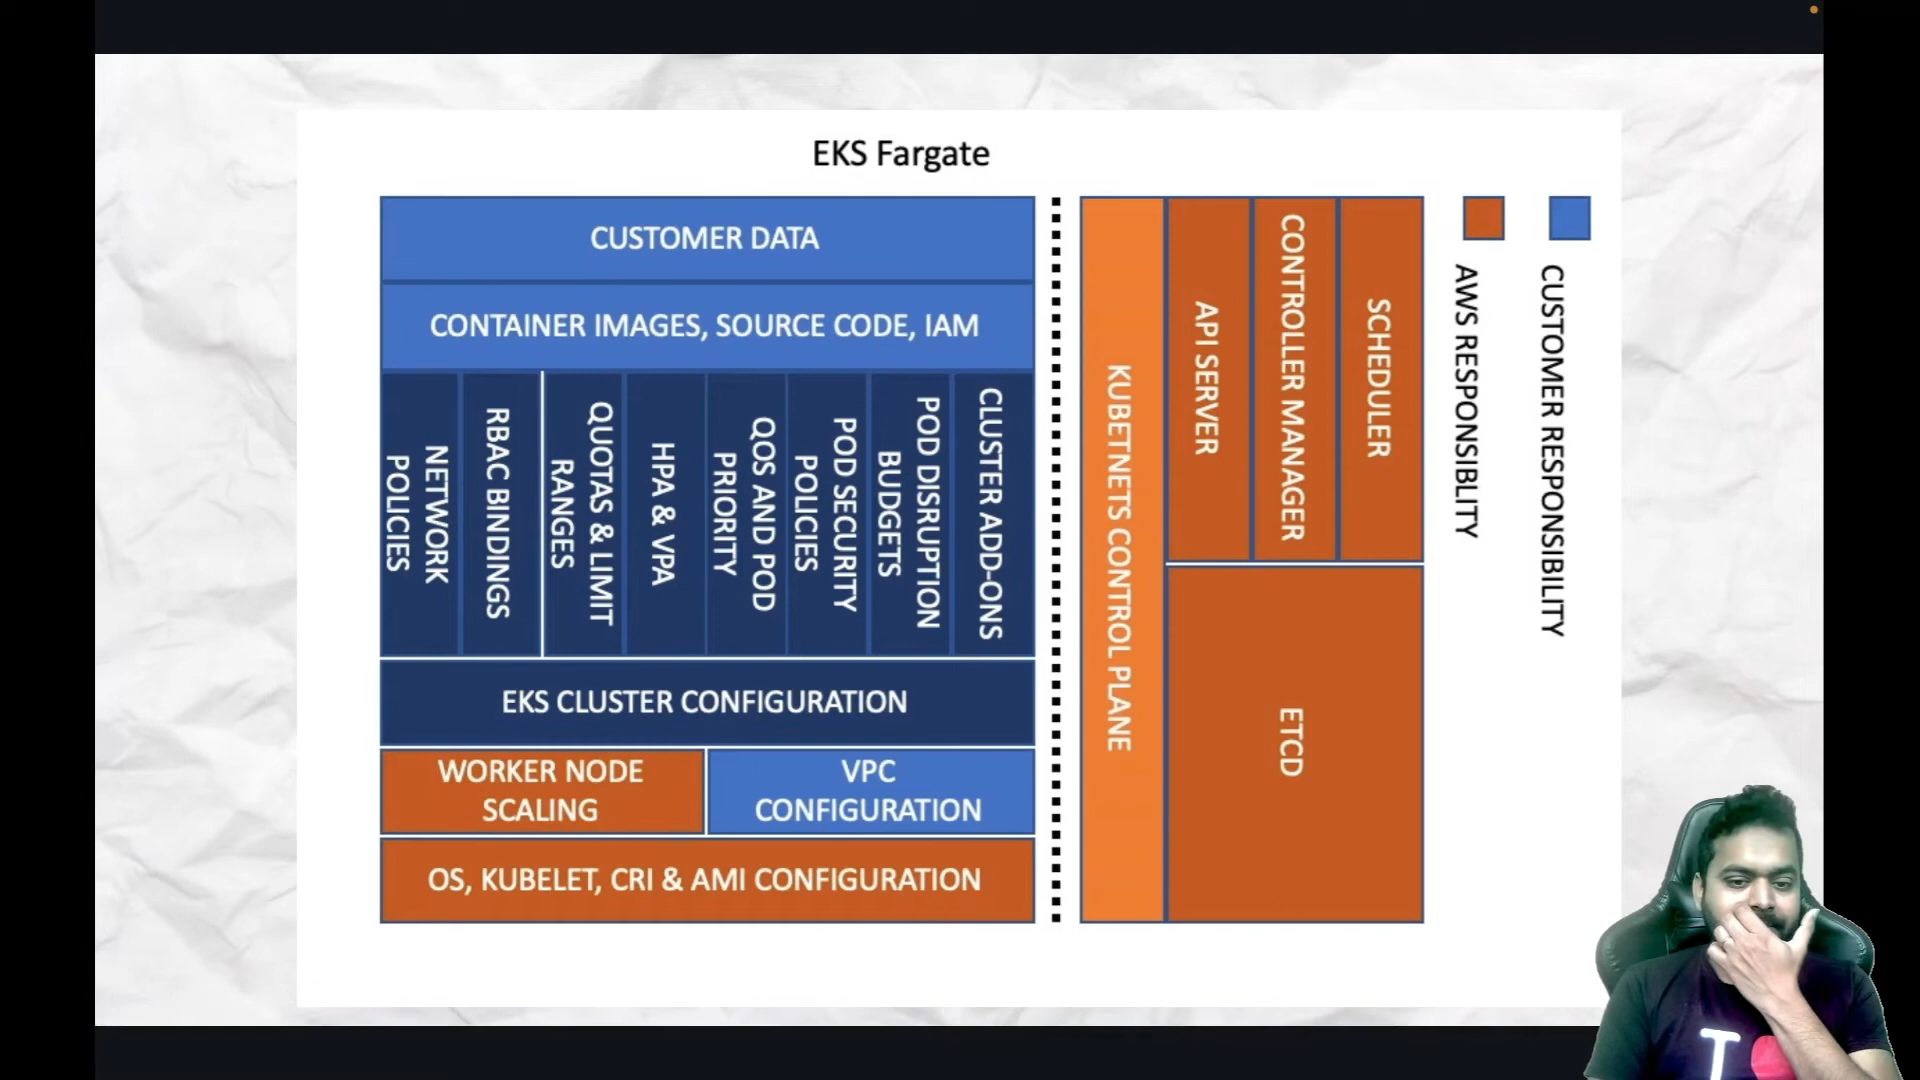 EKS Fargate
CUSTOMER DATA
CONTAINER IMAGES, SOURCE CODE, IAM
NETWORK
POLICIES
RBAC BINDINGS
QUOTAS & LIMIT
RANGES
HPA & VPA
QOS AND POD
PRIORITY
POD SECURITY
POLICIES
POD DISRUPTION
BUDGETS
CLUSTER ADD-ONS
EKS CLUSTER CONFIGURATION
WORKER NODE
SCALING
VPC
CONFIGURATION
OS, KUBELET, CRI & AMI CONFIGURATION
KUBETNETS CONTROL PLANE
API SERVER
CONTROLLER MANAGER
SCHEDULER
ETCD
AWS RESPONSIBLITY
CUSTOMER RESPONSIBILITY
I